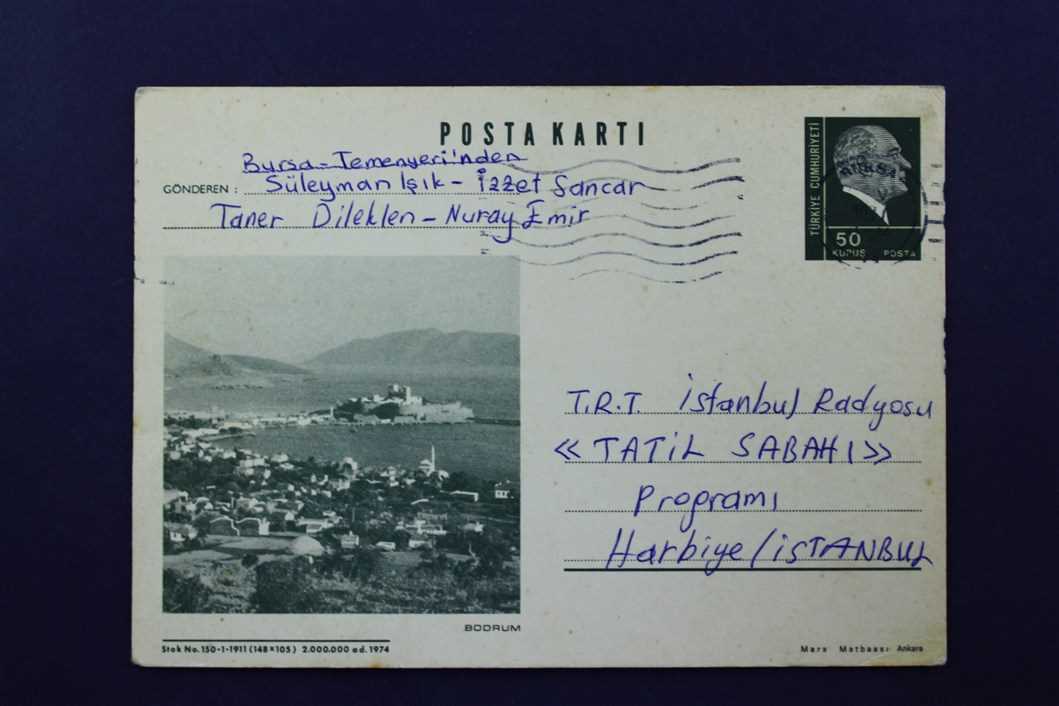 POSTA KARTI
Bursa - Temenyeri'nden
GÖNDEREN : Süleyman Işık - İzzet Sancar
Taner Dileklen - Nuray Emir
TÜRKİYE CUMHURİYETİ
50
KURUŞ POSTA
T.R.T. İstanbul Radyosu
« TATİL SABAHI »
Programı
Harbiye / İSTANBUL
BODRUM
Stok No. 150-1-1911 (148×105) 2.000.000 ad. 1974
Mars Matbaası Ankara